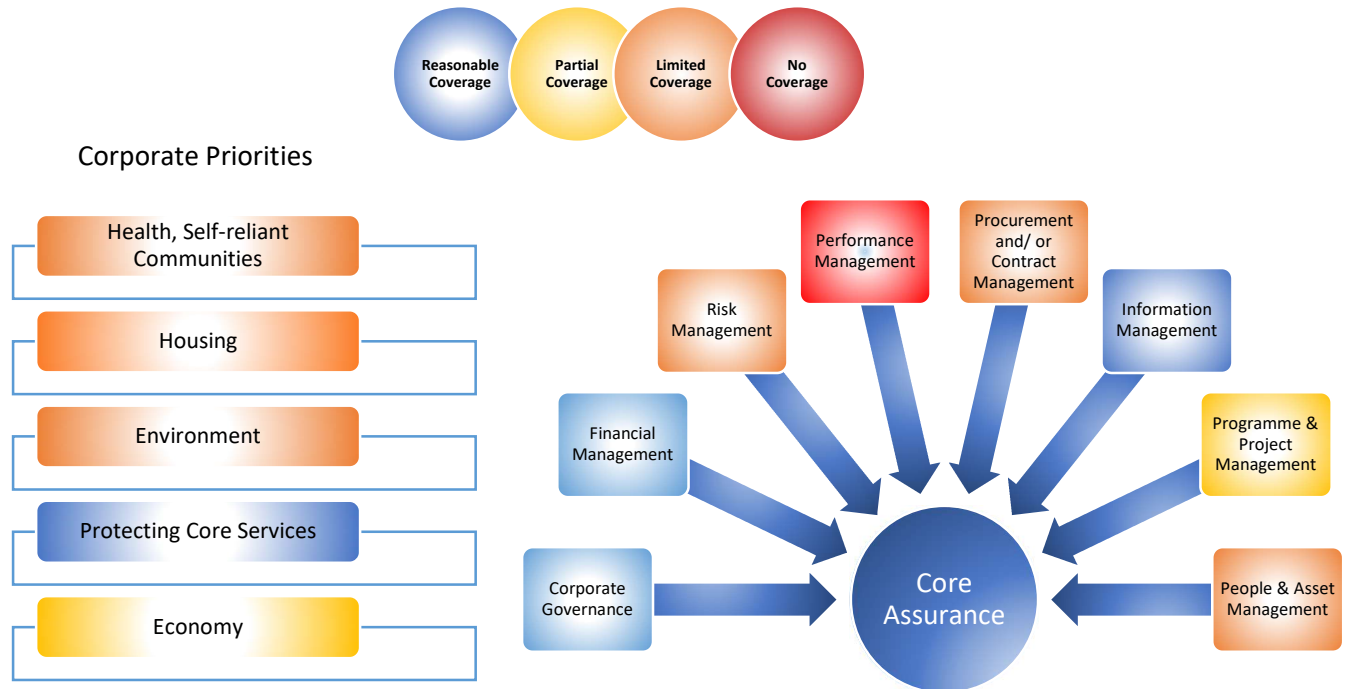 Reasonable
Coverage
Partial
Coverage
Limited
Coverage
No
Coverage
Corporate Priorities
Health, Self-reliant
Communities
Housing
Environment
Protecting Core Services
Economy
Corporate
Governance
Financial
Management
Risk
Management
Performance
Management
Procurement
and/ or
Contract
Management
Information
Management
Programme &
Project
Management
People & Asset
Management
Core
Assurance